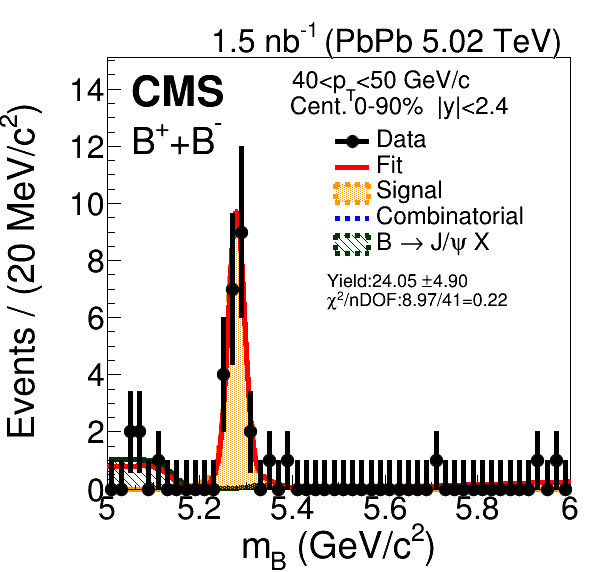 1.5 nb⁻¹ (PbPb 5.02 TeV)
CMS
B⁺+B⁻
40<p_T<50 GeV/c
Cent. 0-90% |y|<2.4
Data
Fit
Signal
Combinatorial
B → J/ψ X
Yield:24.05 ±4.90
χ²/nDOF:8.97/41=0.22
Events / (20 MeV/c²)
14
12
10
8
6
4
2
0
5 5.2 5.4 5.6 5.8 6
m_B (GeV/c²)